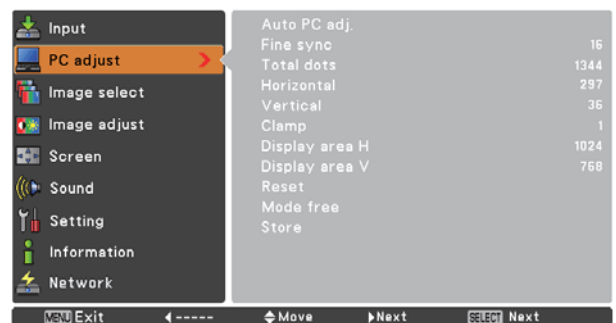 Input
PC adjust
Image select
Image adjust
Screen
Sound
Setting
Information
Network
Auto PC adj.
Fine sync 16
Total dots 1344
Horizontal 297
Vertical 36
Clamp 1
Display area H 1024
Display area V 768
Reset
Mode free
Store
MENU Exit ◀----- ◆Move ▶Next SELECT Next